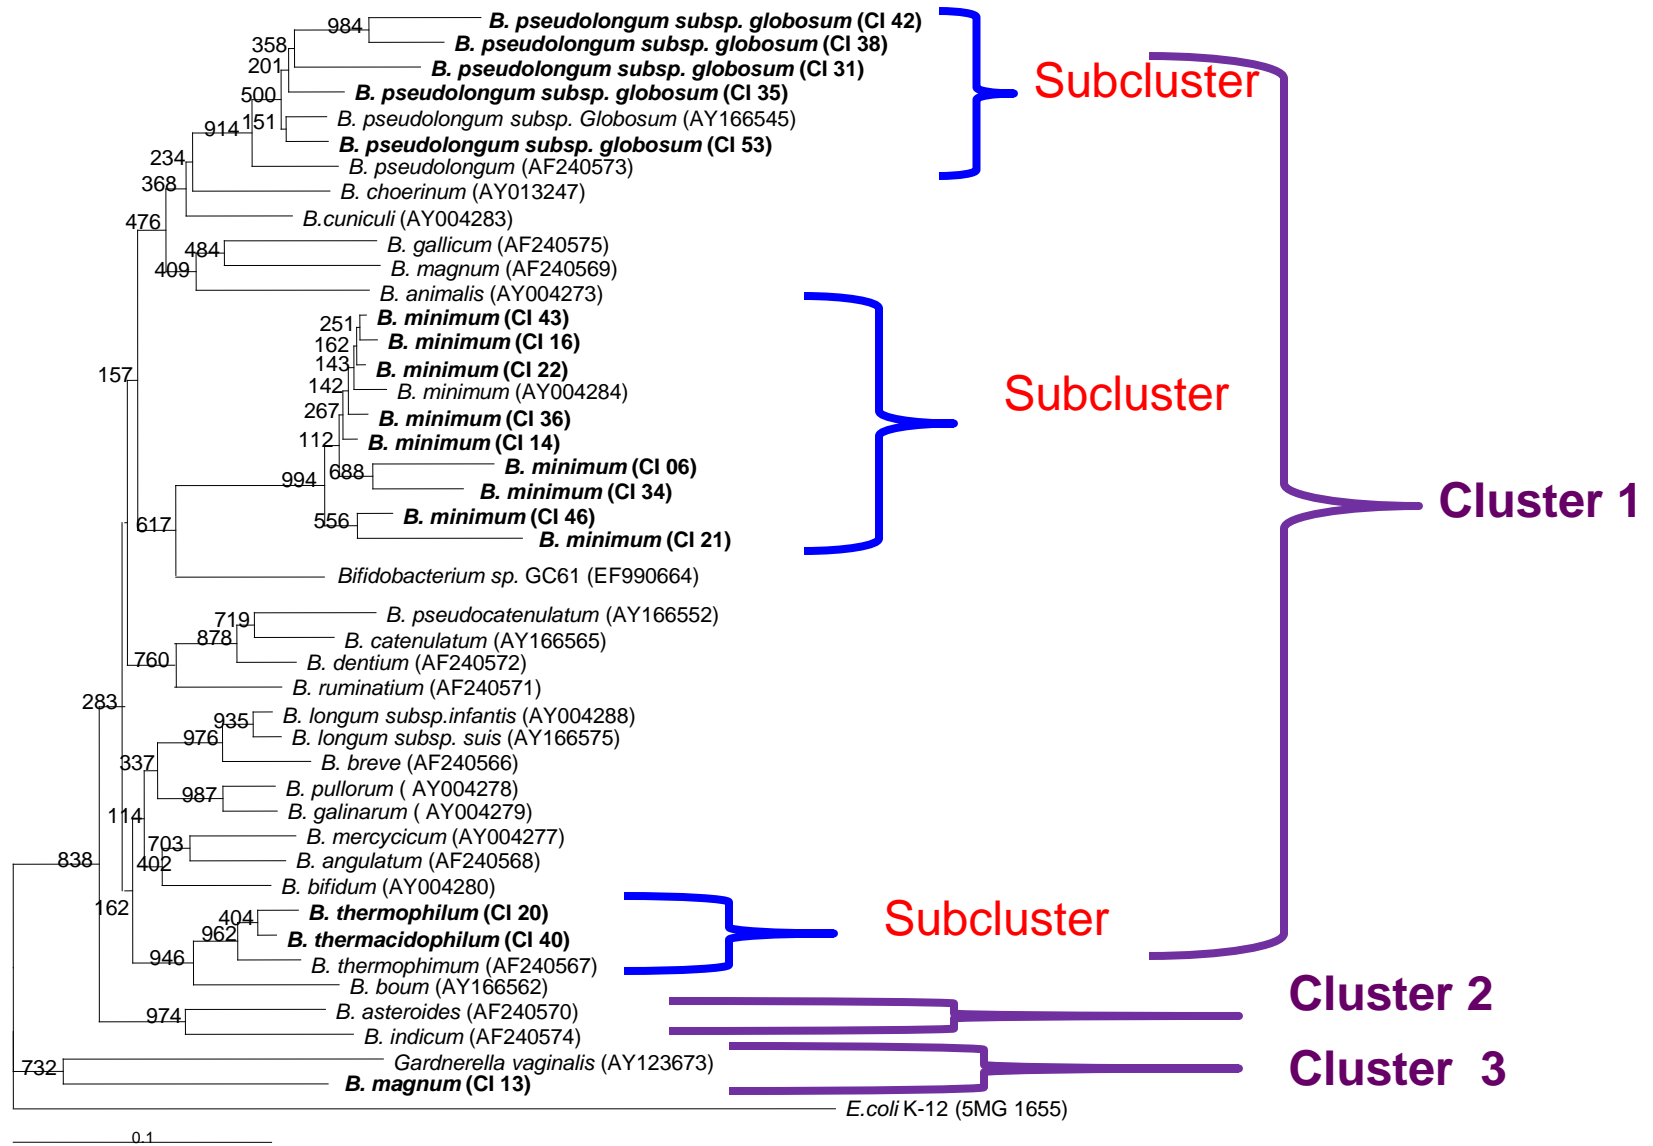 984
B. pseudolongum subsp. globosum (CI 42)
358
B. pseudolongum subsp. globosum (CI 38)
201
B. pseudolongum subsp. globosum (CI 31)
Subcluster
500
B. pseudolongum subsp. globosum (CI 35)
914
151
B. pseudolongum subsp. Globosum (AY166545)
B. pseudolongum subsp. globosum (CI 53)
234
B. pseudolongum (AF240573)
368
B. choerinum (AY013247)
476
B.cuniculi (AY004283)
484
B. gallicum (AF240575)
409
B. magnum (AF240569)
B. animalis (AY004273)
251
B. minimum (CI 43)
162
B. minimum (CI 16)
157
143
B. minimum (CI 22)
142
B. minimum (AY004284)
Subcluster
267
B. minimum (CI 36)
112
B. minimum (CI 14)
994
688
B. minimum (CI 06)
B. minimum (CI 34)
Cluster 1
617
556
B. minimum (CI 46)
B. minimum (CI 21)
Bifidobacterium sp. GC61 (EF990664)
719
B. pseudocatenulatum (AY166552)
878
B. catenulatum (AY166565)
760
B. dentium (AF240572)
B. ruminatium (AF240571)
283
935
B. longum subsp.infantis (AY004288)
976
B. longum subsp. suis (AY166575)
337
B. breve (AF240566)
987
B. pullorum ( AY004278)
114
B. galinarum ( AY004279)
703
B. mercycicum (AY004277)
838
402
B. angulatum (AF240568)
B. bifidum (AY004280)
162
404
B. thermophilum (CI 20)
Subcluster
962
B. thermacidophilum (CI 40)
946
B. thermophimum (AF240567)
B. boum (AY166562)
Cluster 2
974
B. asteroides (AF240570)
B. indicum (AF240574)
732
Gardnerella vaginalis (AY123673)
Cluster 3
B. magnum (CI 13)
E.coli K-12 (5MG 1655)
0.1